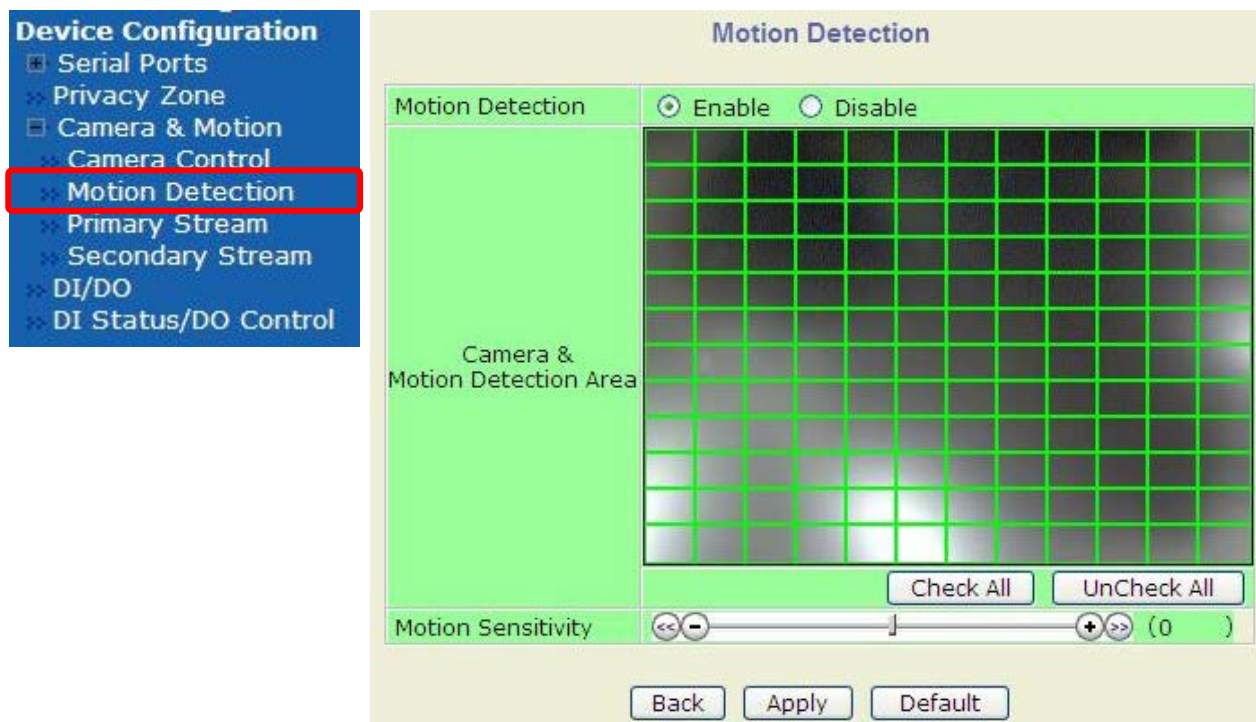 Device Configuration
Serial Ports
Privacy Zone
Camera & Motion
Camera Control
Motion Detection
Primary Stream
Secondary Stream
DI/DO
DI Status/DO Control
Motion Detection
Motion Detection Enable Disable
Camera &
Motion Detection Area
Check All UnCheck All
Motion Sensitivity << - + >> (0 )
Back Apply Default